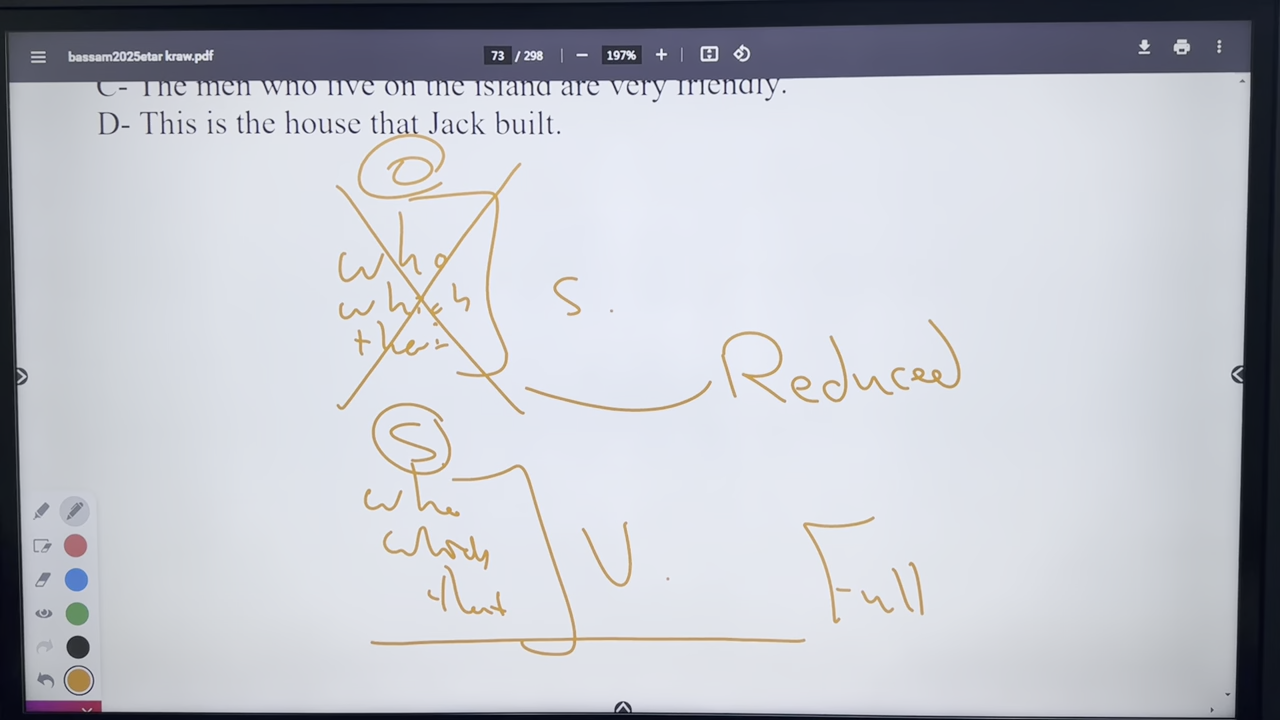 bassam2025etar kraw.pdf
73 / 298
197%
C- The men who live on the island are very friendly.
D- This is the house that Jack built.
O
who
which
that
S.
Reduced
S
who
which
that
V.
Full